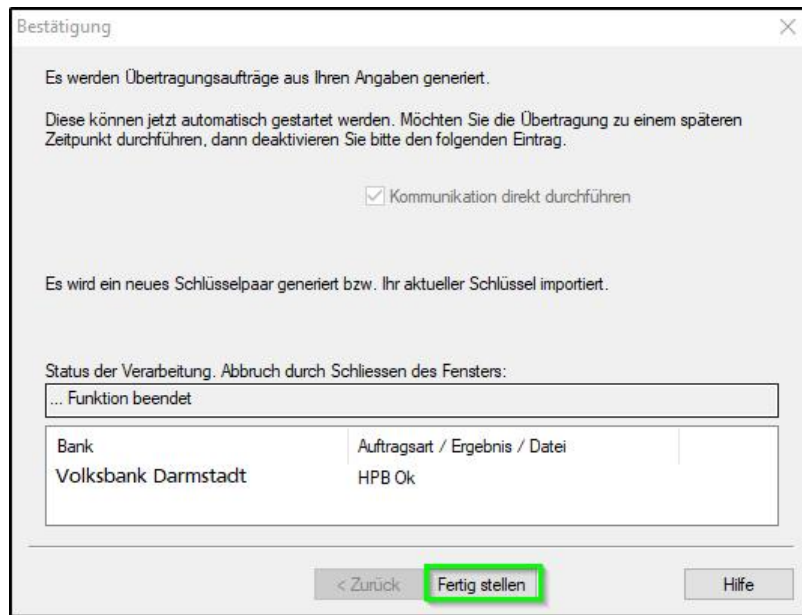 Bestätigung
Es werden Übertragungsaufträge aus Ihren Angaben generiert.
Diese können jetzt automatisch gestartet werden. Möchten Sie die Übertragung zu einem späteren
Zeitpunkt durchführen, dann deaktivieren Sie bitte den folgenden Eintrag.
Kommunikation direkt durchführen
Es wird ein neues Schlüsselpaar generiert bzw. Ihr aktueller Schlüssel importiert.
Status der Verarbeitung. Abbruch durch Schliessen des Fensters:
... Funktion beendet
Bank Auftragsart / Ergebnis / Datei
Volksbank Darmstadt HPB Ok
< Zurück Fertig stellen Hilfe